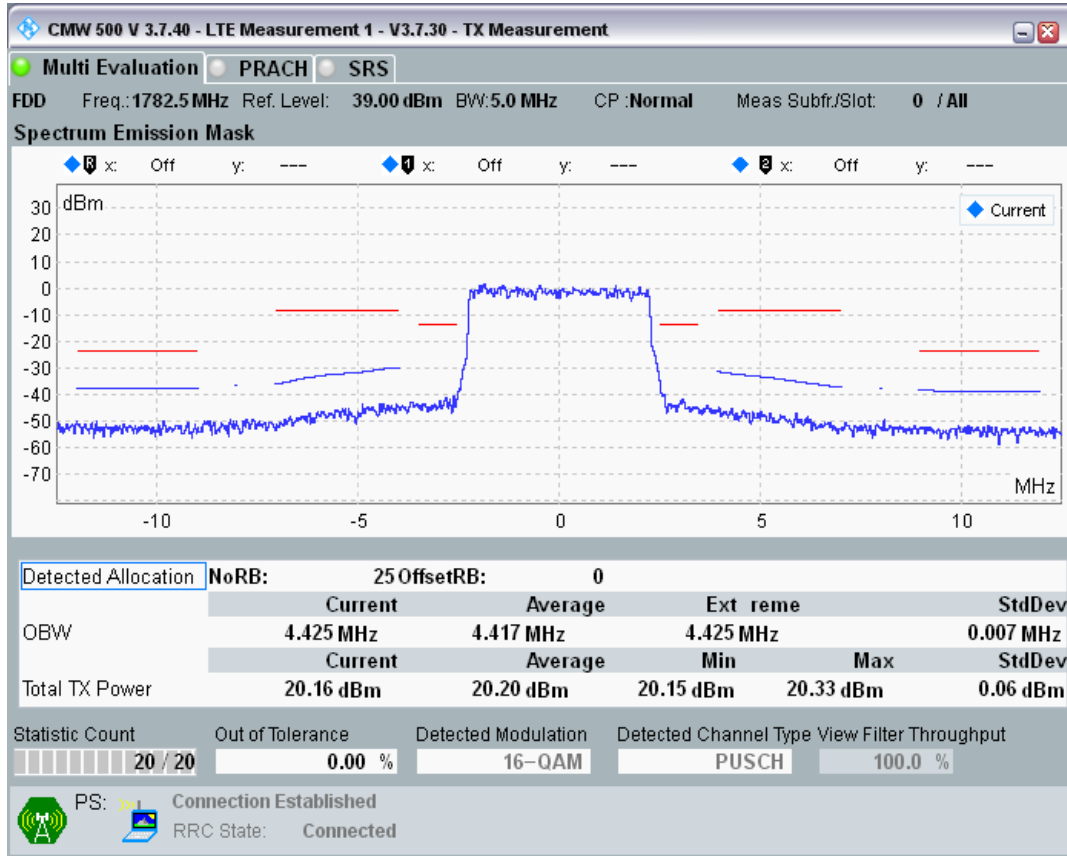 CMW 500 V 3.7.40 - LTE Measurement 1 - V3.7.30 - TX Measurement
Multi Evaluation PRACH SRS
FDD Freq.: 1782.5 MHz Ref. Level: 39.00 dBm BW: 5.0 MHz CP : Normal Meas Subfr./Slot: 0 / All
Spectrum Emission Mask
R x: Off y: --- 1 x: Off y: --- 2 x: Off y: ---
dBm
Current
30
20
10
0
-10
-20
-30
-40
-50
-60
-70
MHz
-10 -5 0 5 10
Detected Allocation NoRB: 25 OffsetRB: 0
Current Average Ext reme StdDev
OBW 4.425 MHz 4.417 MHz 4.425 MHz 0.007 MHz
Current Average Min Max StdDev
Total TX Power 20.16 dBm 20.20 dBm 20.15 dBm 20.33 dBm 0.06 dBm
Statistic Count Out of Tolerance Detected Modulation Detected Channel Type View Filter Throughput
20 / 20 0.00 % 16-QAM PUSCH 100.0 %
PS: Connection Established
RRC State: Connected